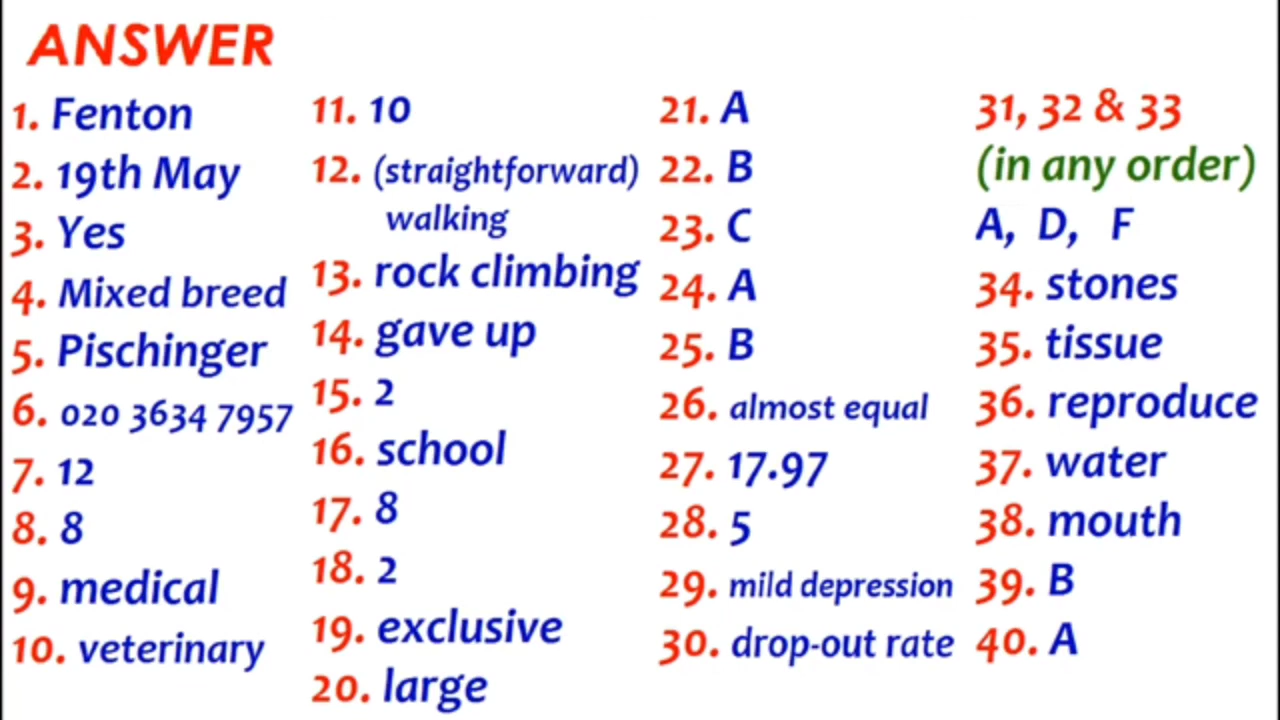 ANSWER
1. Fenton
2. 19th May
3. Yes
4. Mixed breed
5. Pischinger
6. 020 3634 7957
7. 12
8. 8
9. medical
10. veterinary
11. 10
12. (straightforward)
walking
13. rock climbing
14. gave up
15. 2
16. school
17. 8
18. 2
19. exclusive
20. large
21. A
22. B
23. C
24. A
25. B
26. almost equal
27. 17.97
28. 5
29. mild depression
30. drop-out rate
31, 32 & 33
(in any order)
A, D, F
34. stones
35. tissue
36. reproduce
37. water
38. mouth
39. B
40. A